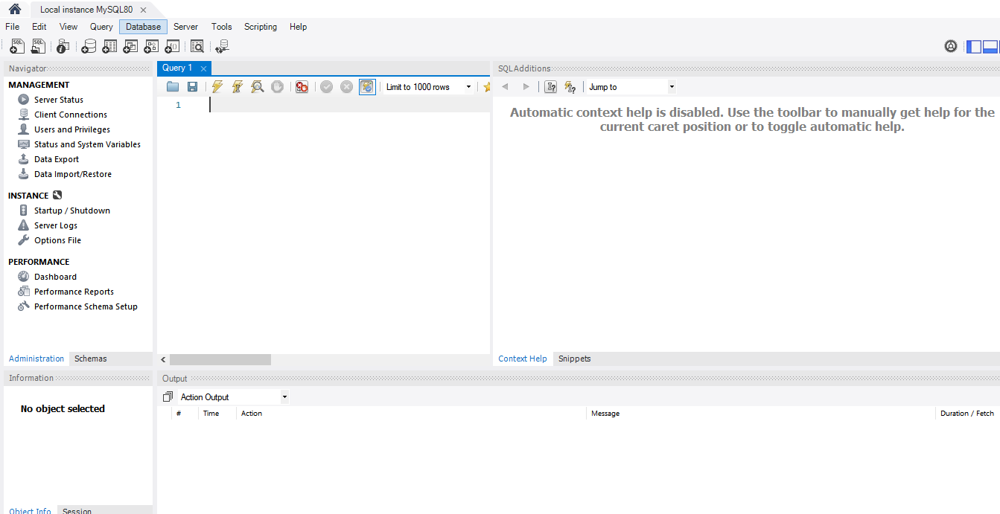 Local instance MySQL80
File Edit View Query Database Server Tools Scripting Help
Navigator
MANAGEMENT
Server Status
Client Connections
Users and Privileges
Status and System Variables
Data Export
Data Import/Restore
INSTANCE
Startup / Shutdown
Server Logs
Options File
PERFORMANCE
Dashboard
Performance Reports
Performance Schema Setup
Administration Schemas
Query 1
Limit to 1000 rows
1
SQLAdditions
Jump to
Automatic context help is disabled. Use the toolbar to manually get help for the
current caret position or to toggle automatic help.
Context Help Snippets
Information
No object selected
Object Info Session
Output
Action Output
# Time Action Message Duration / Fetch